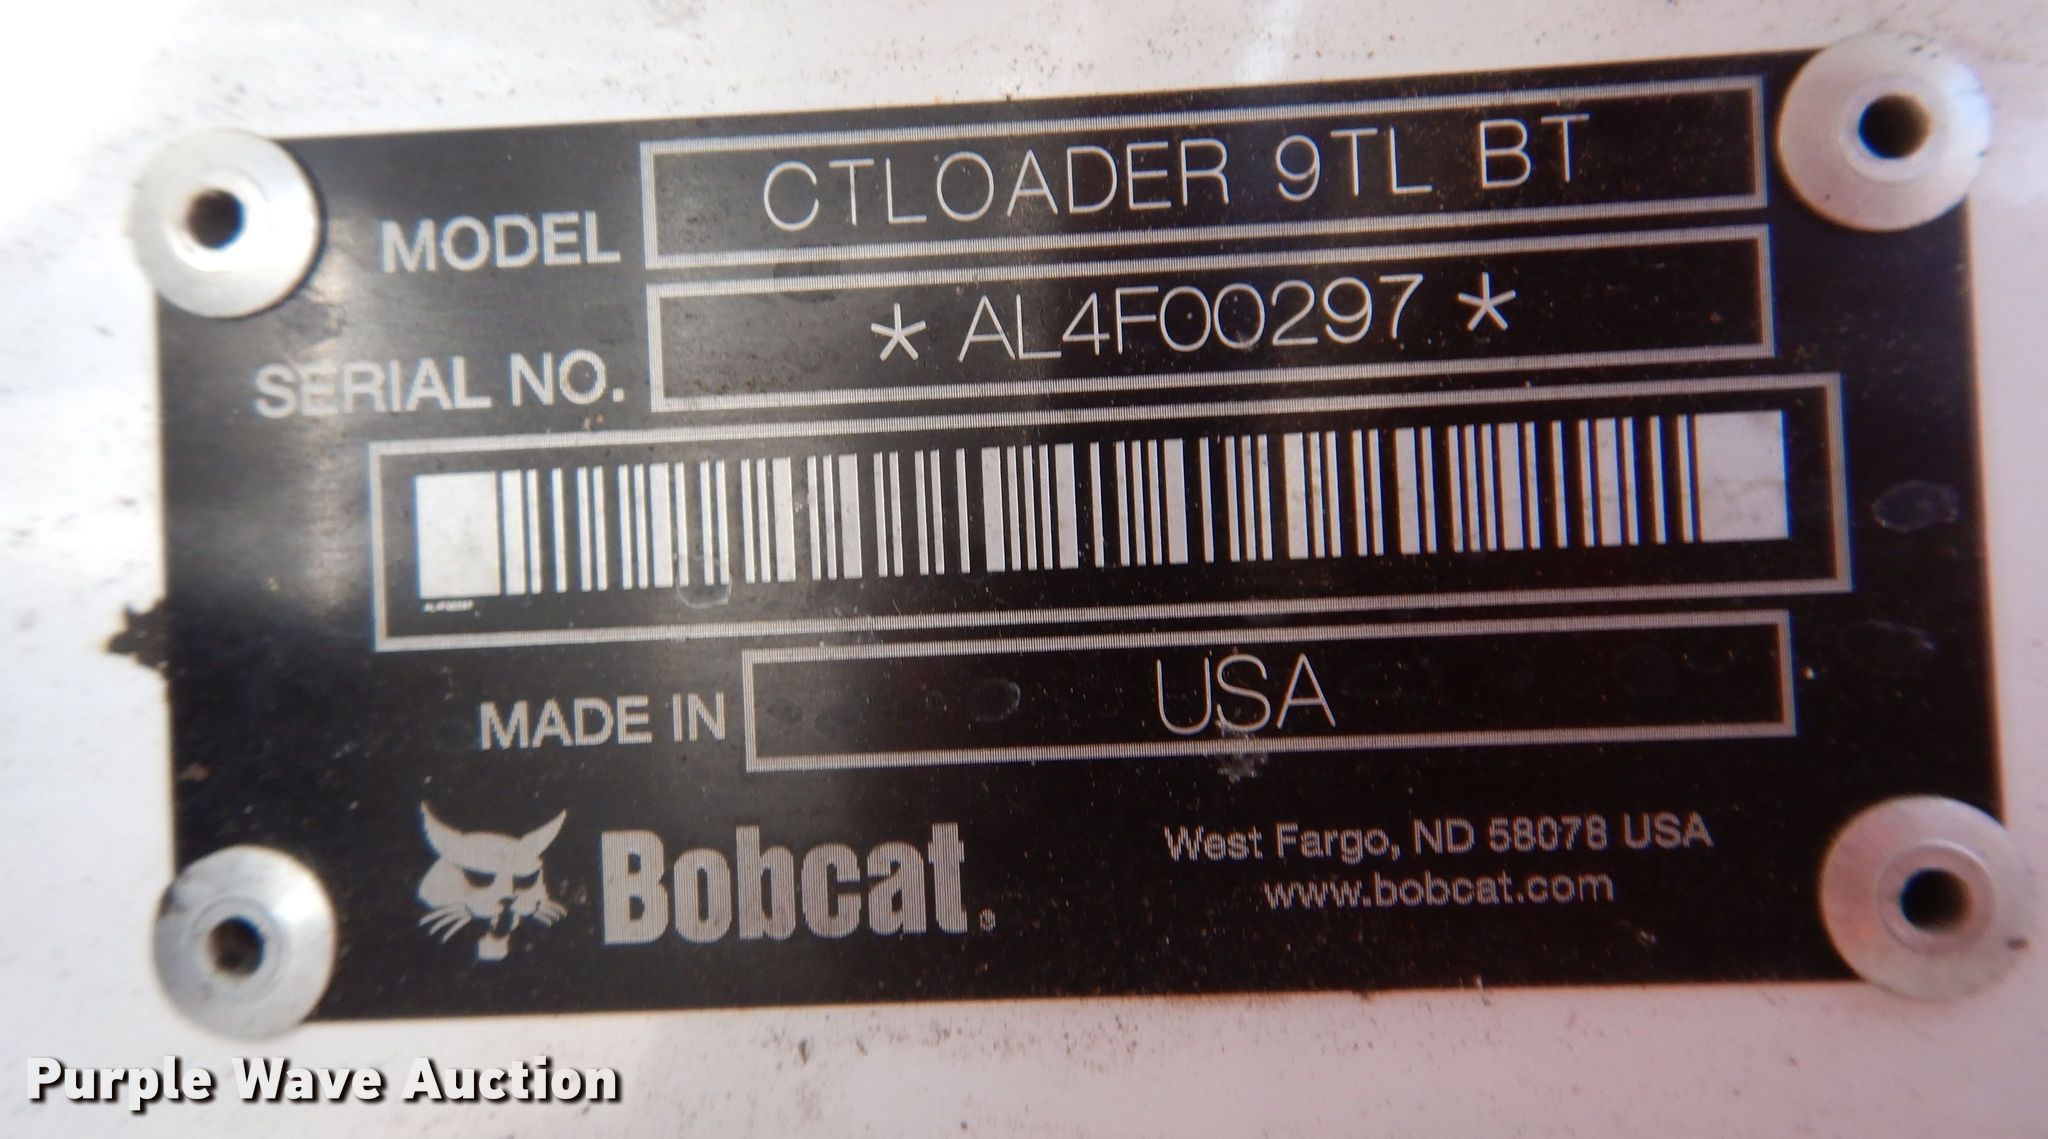 MODEL CTLOADER 9TL BT
SERIAL NO. *AL4F00297*
AL4F00297
MADE IN USA
Bobcat®
West Fargo, ND 58078 USA
www.bobcat.com
Purple Wave Auction